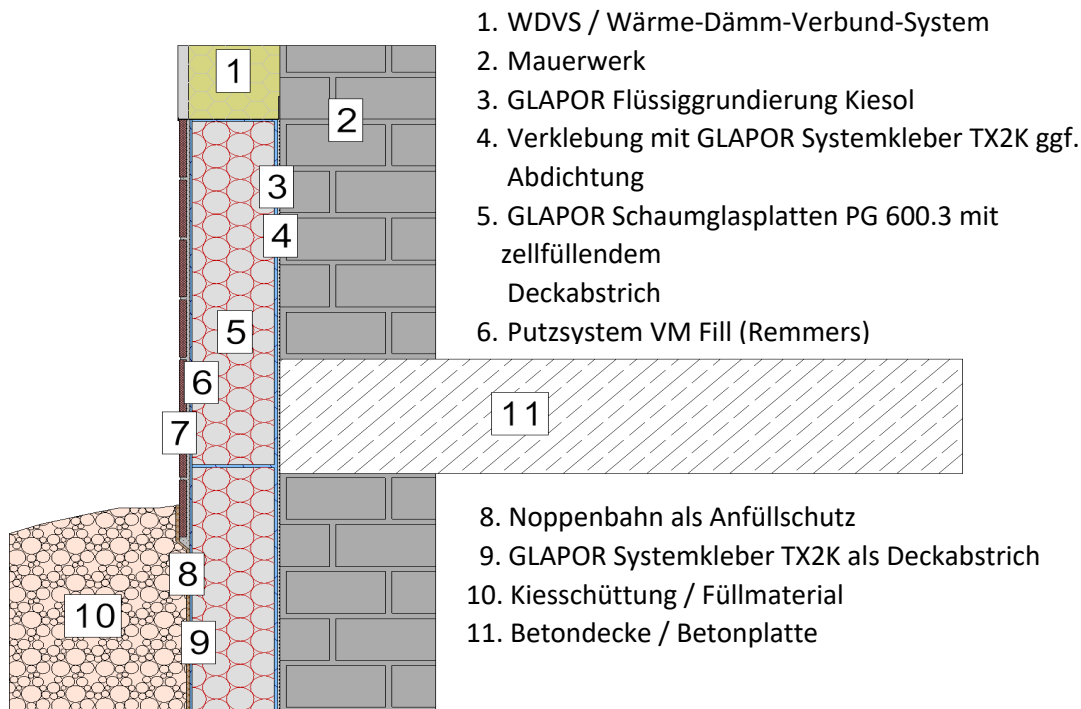 1. WDVS / Wärme-Dämm-Verbund-System
2. Mauerwerk
3. GLAPOR Flüssiggrundierung Kiesol
4. Verklebung mit GLAPOR Systemkleber TX2K ggf.
Abdichtung
5. GLAPOR Schaumglasplatten PG 600.3 mit
zellfüllendem
Deckabstrich
6. Putzsystem VM Fill (Remmers)
1
2
3
4
5
6
7
11
8
9
10
8. Noppenbahn als Anfüllschutz
9. GLAPOR Systemkleber TX2K als Deckabstrich
10. Kiesschüttung / Füllmaterial
11. Betondecke / Betonplatte